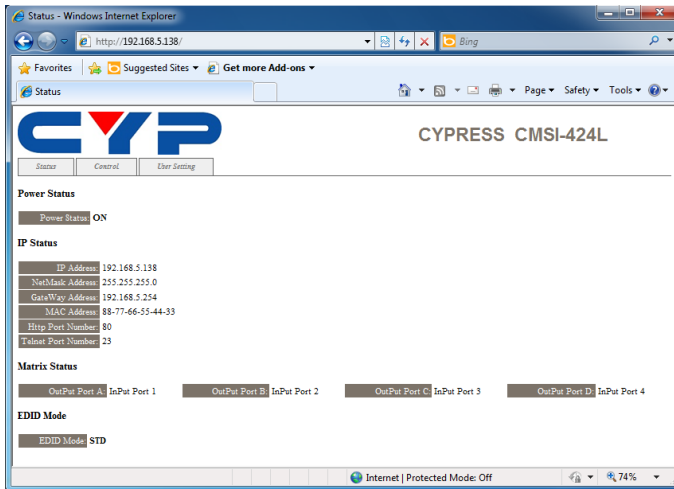 Status - Windows Internet Explorer
http://192.168.5.138/
Bing
Favorites Suggested Sites Get more Add-ons
Status Page Safety Tools
CYP CYPRESS CMSI-424L
Status Control User Setting
Power Status
Power Status: ON
IP Status
IP Address: 192.168.5.138
NetMask Address: 255.255.255.0
GateWay Address: 192.168.5.254
MAC Address: 88-77-66-55-44-33
Http Port Number: 80
Telnet Port Number: 23
Matrix Status
OutPut Port A: InPut Port 1 OutPut Port B: InPut Port 2 OutPut Port C: InPut Port 3 OutPut Port D: InPut Port 4
EDID Mode
EDID Mode: STD
Internet | Protected Mode: Off 74%